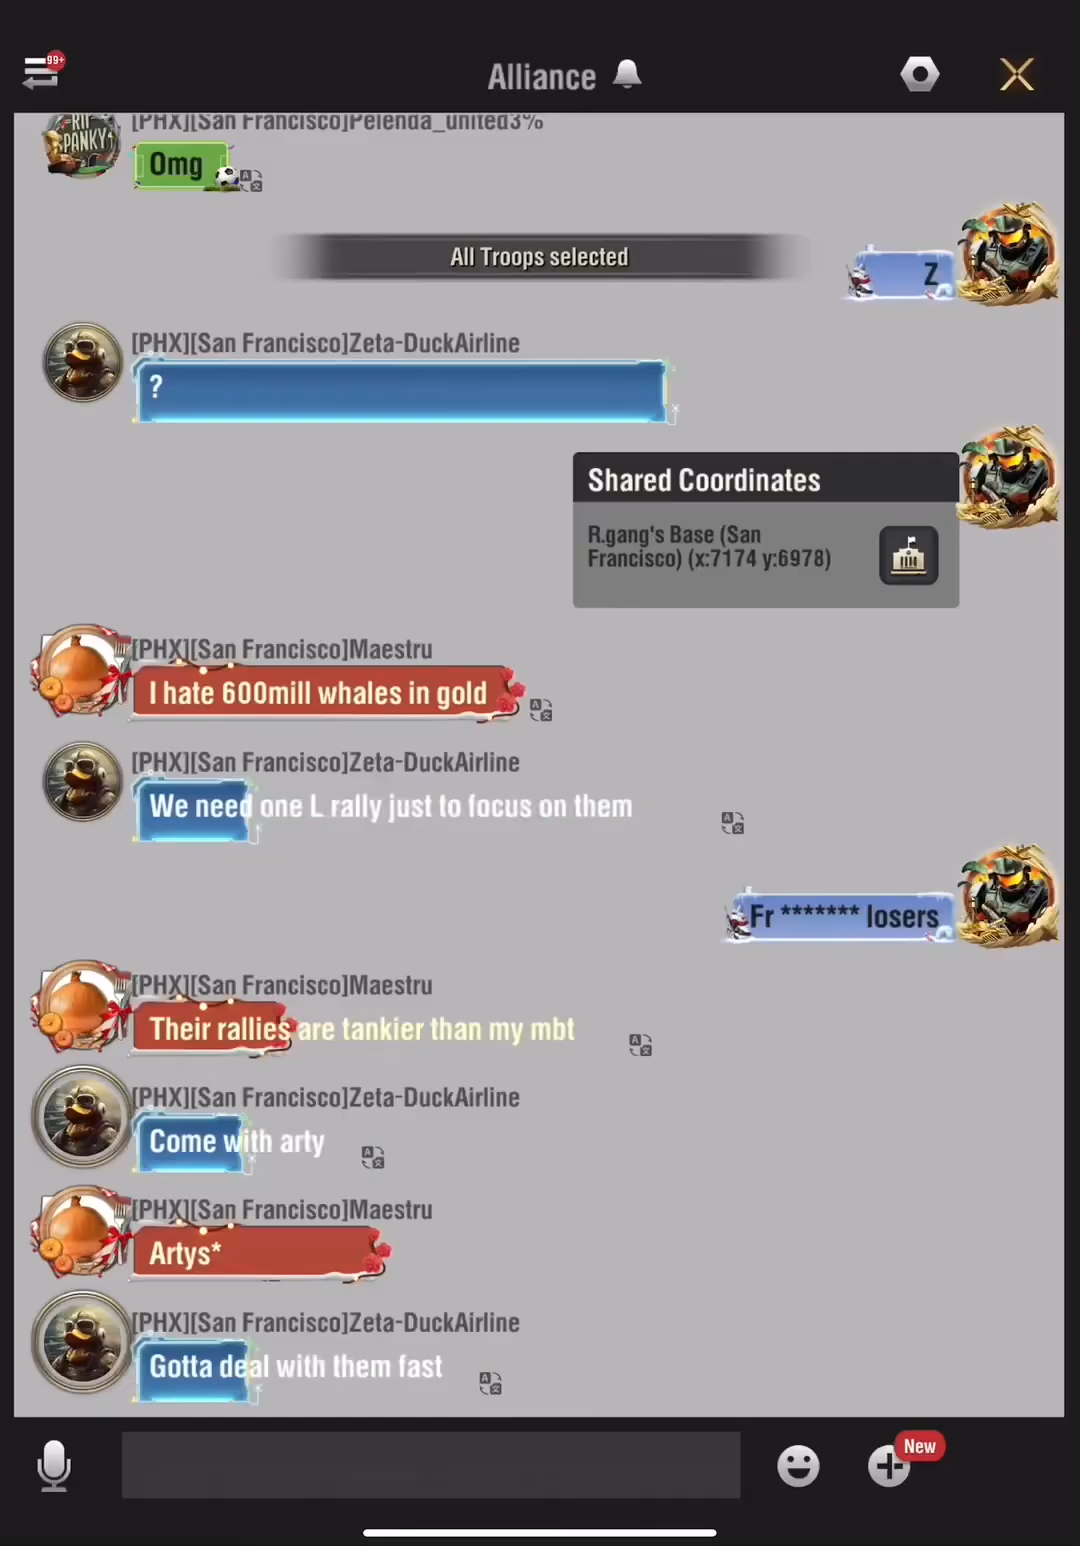 99+
Alliance
[PHX][San Francisco]Pelenda_united3%
Omg
All Troops selected
Z
[PHX][San Francisco]Zeta-DuckAirline
?
Shared Coordinates
R.gang's Base (San
Francisco) (x:7174 y:6978)
[PHX][San Francisco]Maestru
I hate 600mill whales in gold
[PHX][San Francisco]Zeta-DuckAirline
We need one L rally just to focus on them
Fr ******* losers
[PHX][San Francisco]Maestru
Their rallies are tankier than my mbt
[PHX][San Francisco]Zeta-DuckAirline
Come with arty
[PHX][San Francisco]Maestru
Artys*
[PHX][San Francisco]Zeta-DuckAirline
Gotta deal with them fast
New